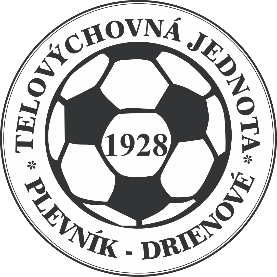 * TELOVÝCHOVNÁ JEDNOTA *
1928
PLEVNÍK - DRIENOVÉ